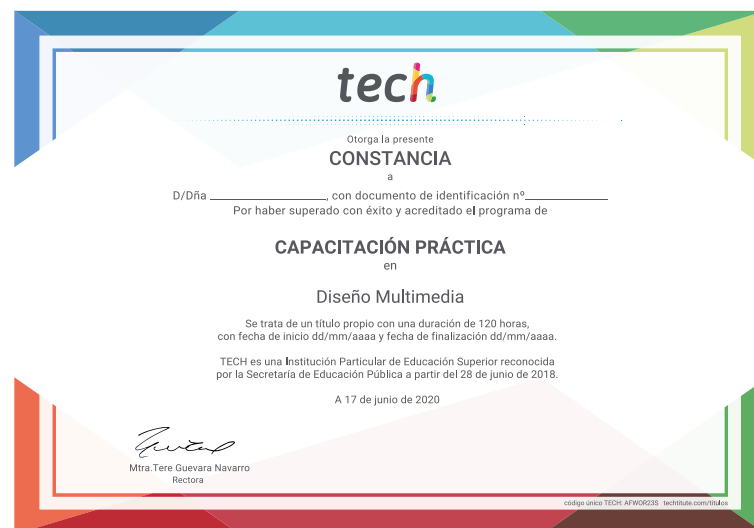 tech
Otorga la presente
CONSTANCIA
a
D/Dña ____________________, con documento de identificación nº______________
Por haber superado con éxito y acreditado el programa de
CAPACITACIÓN PRÁCTICA
en
Diseño Multimedia
Se trata de un título propio con una duración de 120 horas,
con fecha de inicio dd/mm/aaaa y fecha de finalización dd/mm/aaaa.
TECH es una Institución Particular de Educación Superior reconocida
por la Secretaría de Educación Pública a partir del 28 de junio de 2018.
A 17 de junio de 2020
Mtra.Tere Guevara Navarro
Rectora
código único TECH: AFWOR23S techtitute.com/titulos